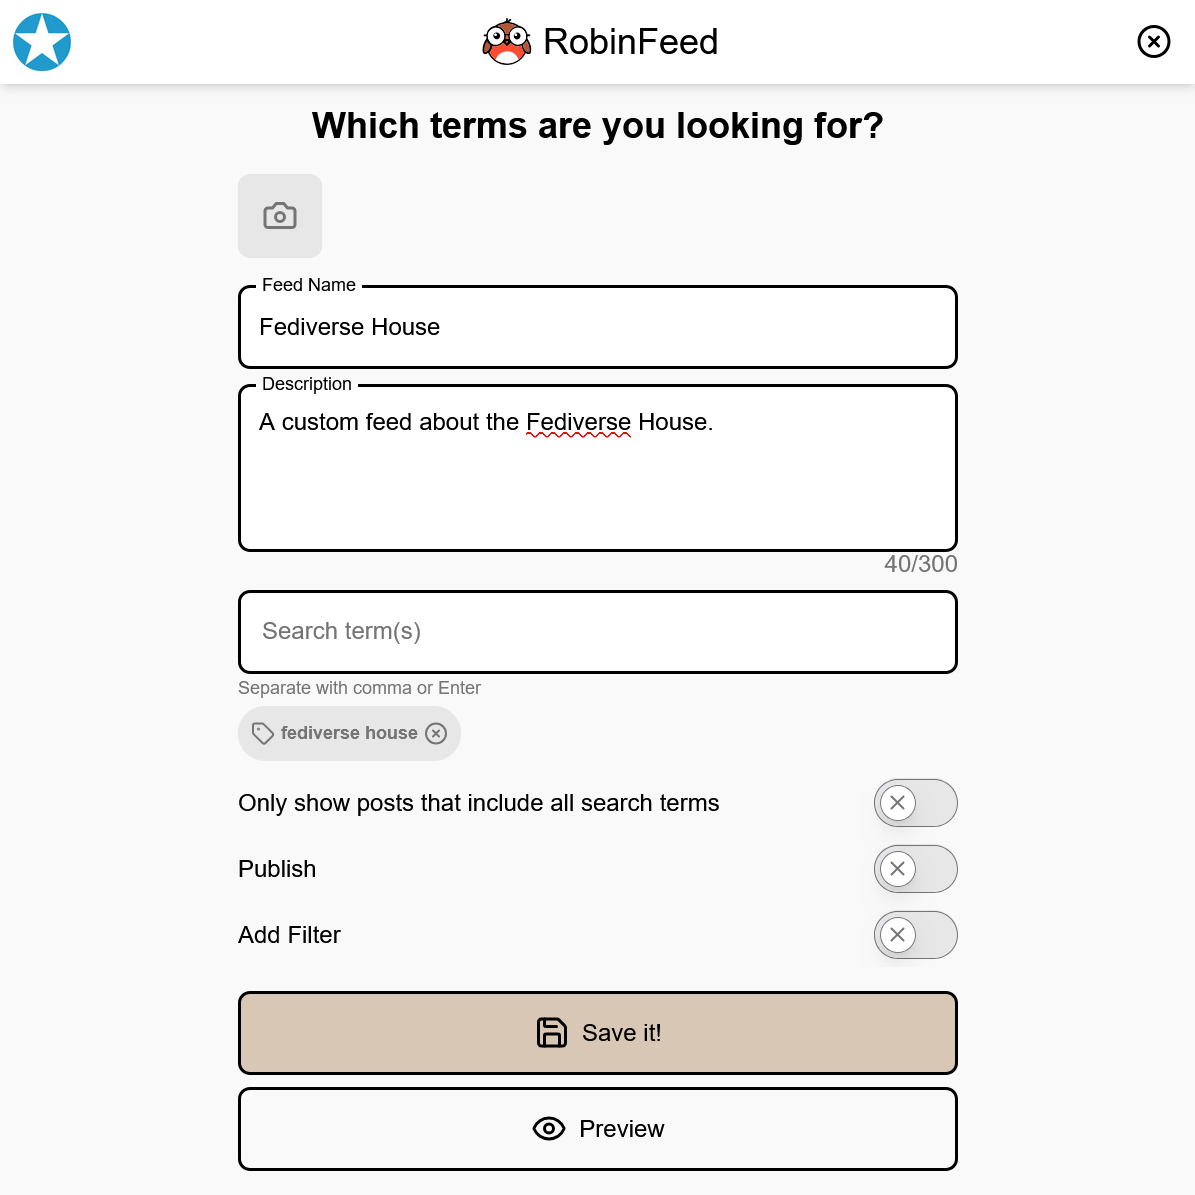 RobinFeed
Which terms are you looking for?
Feed Name
Fediverse House
Description
A custom feed about the Fediverse House.
40/300
Search term(s)
Separate with comma or Enter
fediverse house
Only show posts that include all search terms
Publish
Add Filter
Save it!
Preview